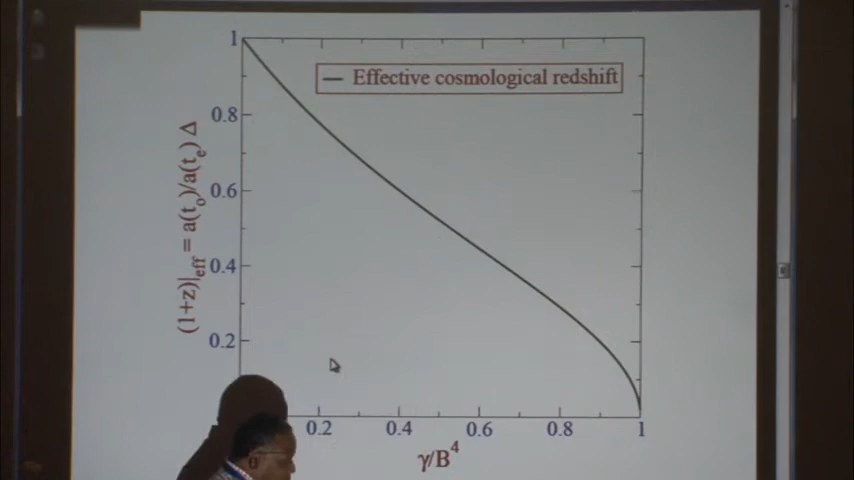 1
Effective cosmological redshift
0.8
0.6
0.4
0.2
(1+z)|eff = a(to)/a(te) Δ
0.2 0.4 0.6 0.8 1
γ/B⁴